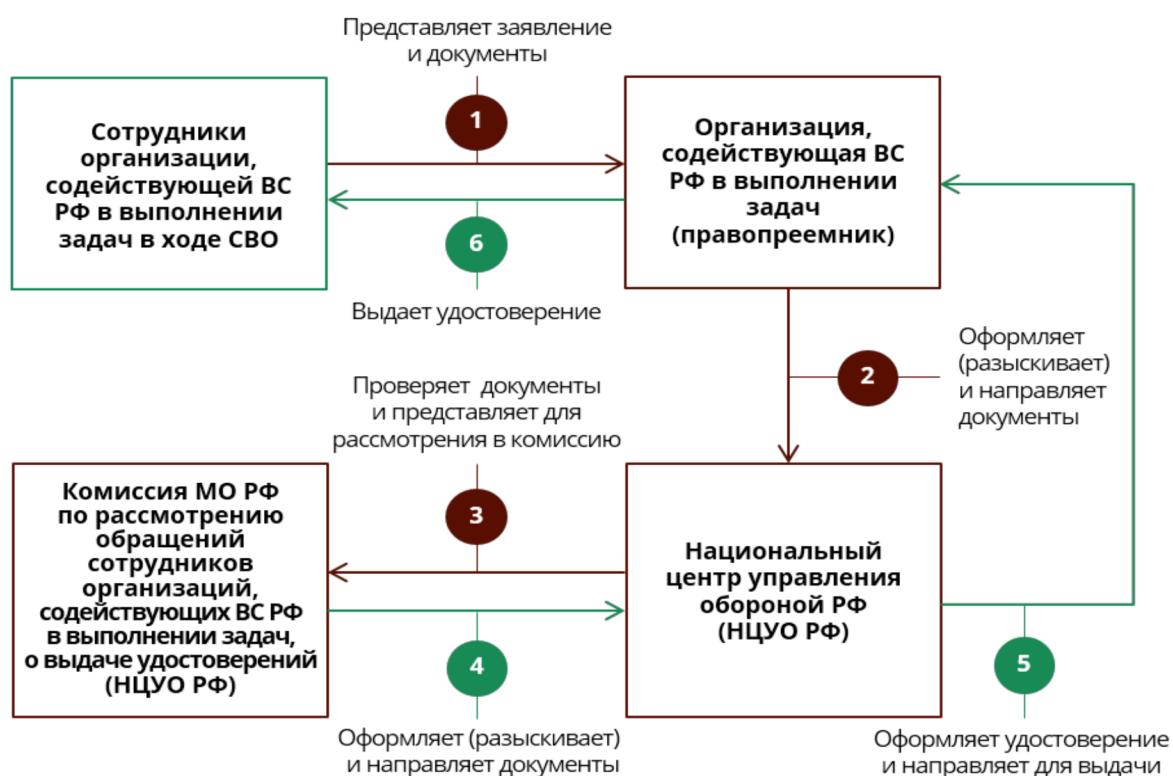 Представляет заявление
и документы
1
Сотрудники
организации,
содействующей ВС
РФ в выполнении
задач в ходе СВО
Организация,
содействующая ВС
РФ в выполнении
задач
(правопреемник)
6
Выдает удостоверение
2
Оформляет
(разыскивает)
и направляет
документы
Проверяет документы
и представляет для
рассмотрения в комиссию
3
Комиссия МО РФ
по рассмотрению
обращений
сотрудников
организаций,
содействующих ВС РФ
в выполнении задач,
о выдаче удостоверений
(НЦУО РФ)
Национальный
центр управления
обороной РФ
(НЦУО РФ)
4
Оформляет (разыскивает)
и направляет документы
5
Оформляет удостоверение
и направляет для выдачи